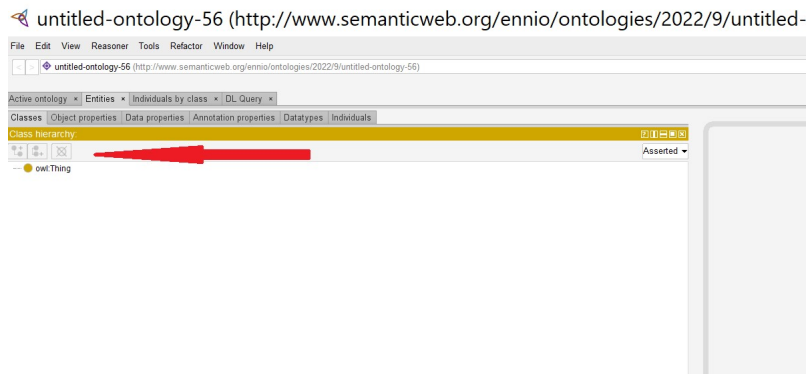 untitled-ontology-56 (http://www.semanticweb.org/ennio/ontologies/2022/9/untitled-
File Edit View Reasoner Tools Refactor Window Help
< > untitled-ontology-56 (http://www.semanticweb.org/ennio/ontologies/2022/9/untitled-ontology-56)
Active ontology × Entities × Individuals by class × DL Query ×
Classes Object properties Data properties Annotation properties Datatypes Individuals
Class hierarchy:
Asserted
owl:Thing